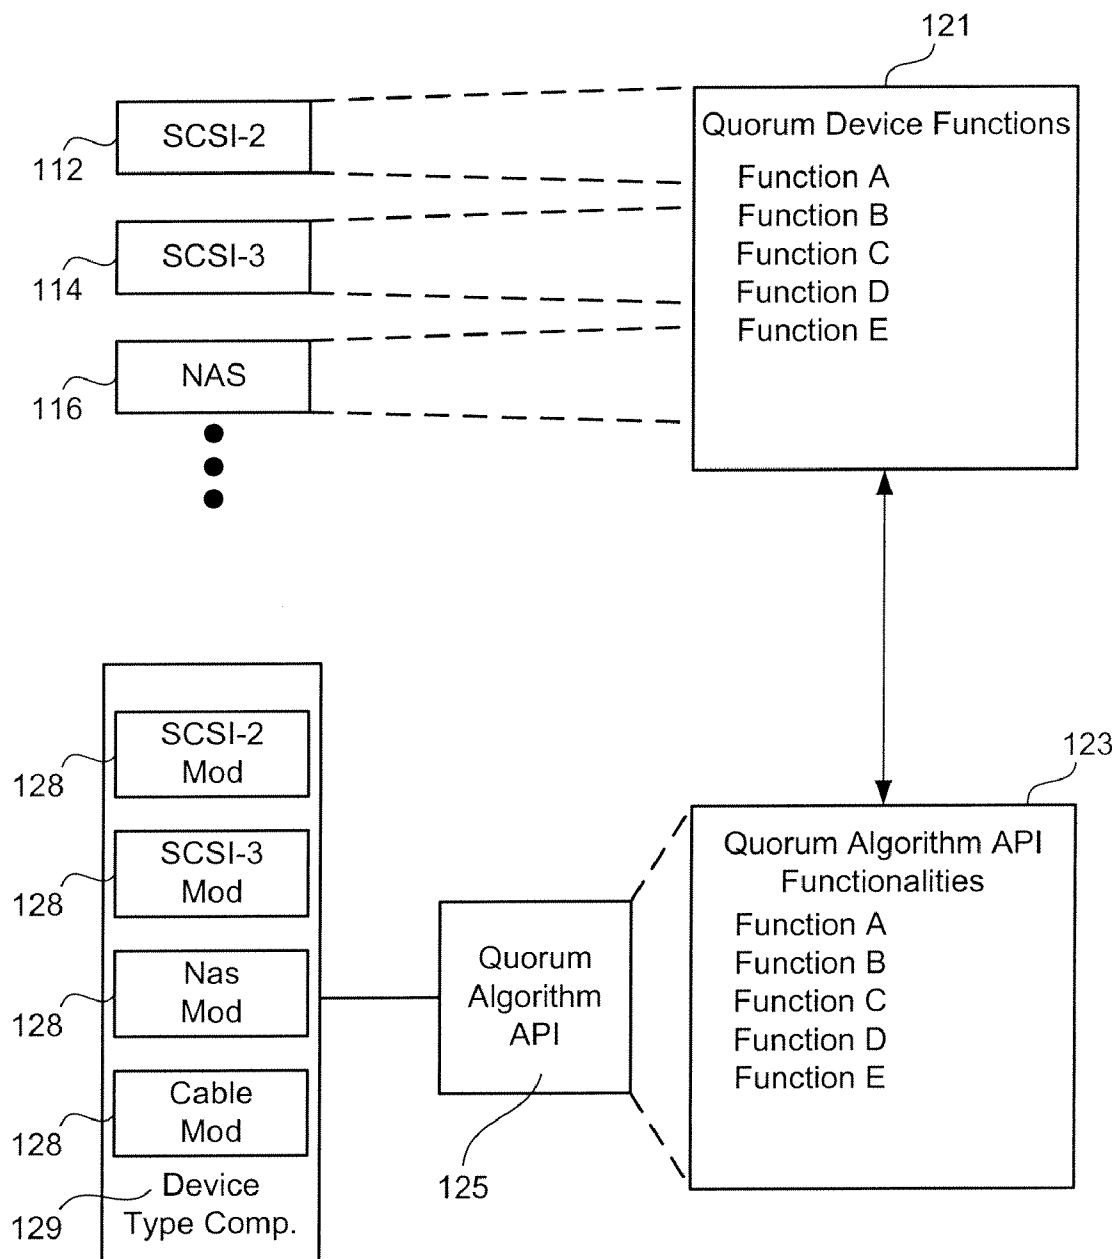 121
SCSI-2
112
SCSI-3
114
NAS
116
Quorum Device Functions
Function A
Function B
Function C
Function D
Function E
SCSI-2
Mod
128
SCSI-3
Mod
128
Nas
Mod
128
Cable
Mod
128
Device
Type Comp.
129
Quorum
Algorithm
API
125
123
Quorum Algorithm API
Functionalities
Function A
Function B
Function C
Function D
Function E